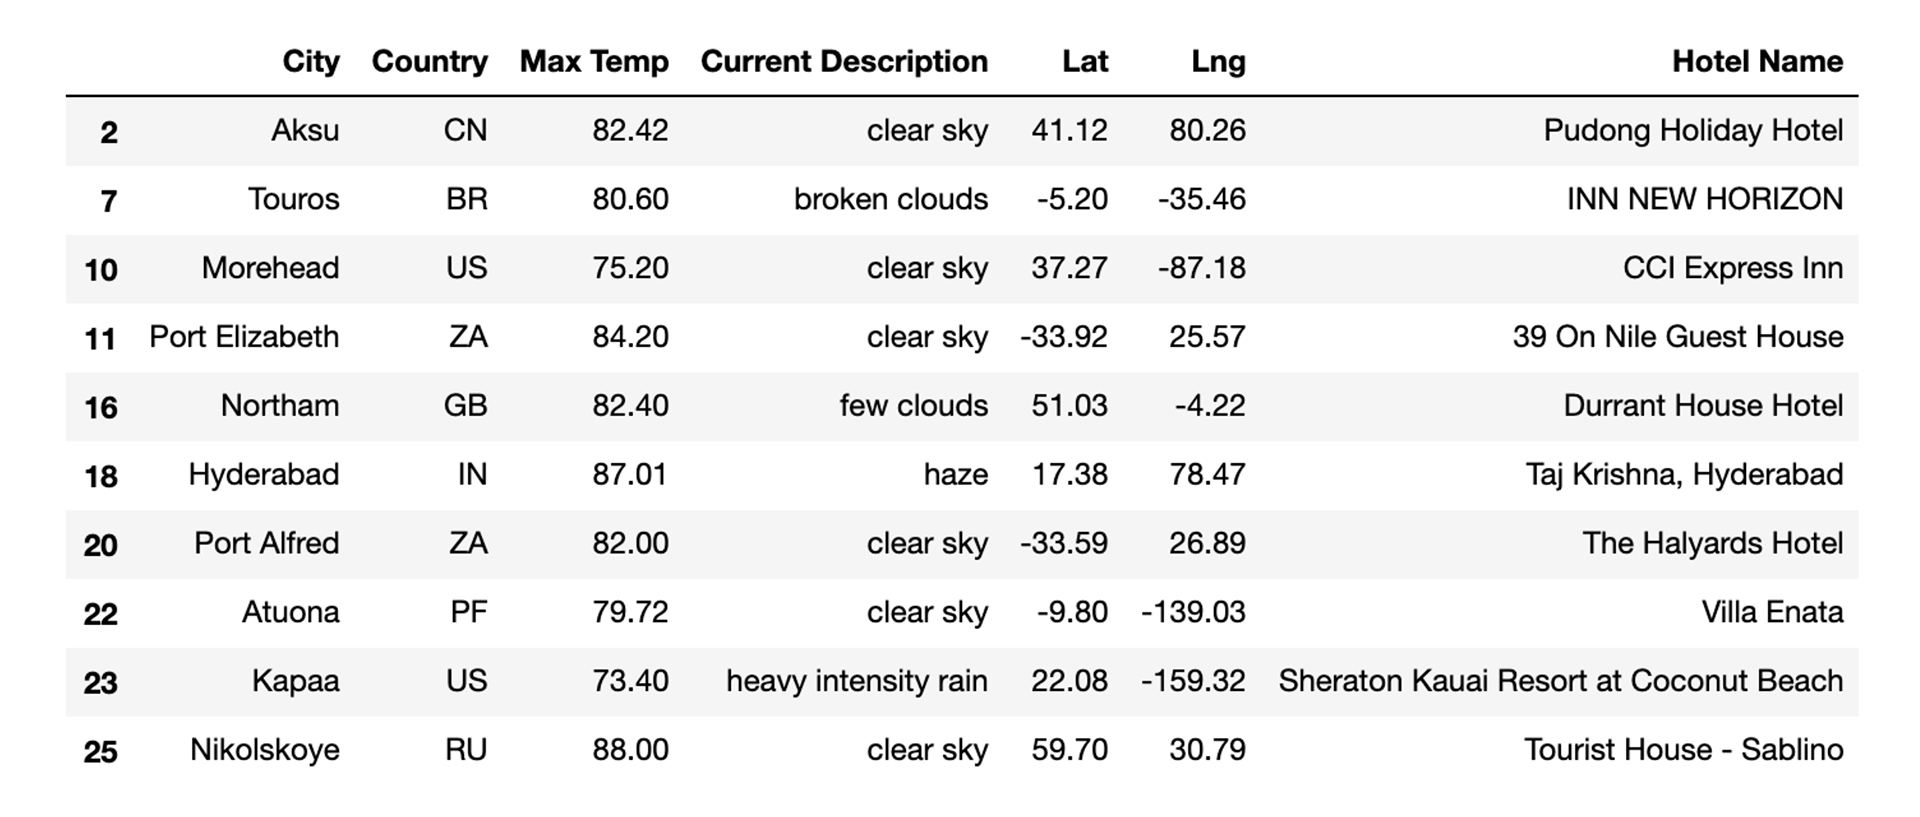 City Country Max Temp Current Description Lat Lng Hotel Name
2 Aksu CN 82.42 clear sky 41.12 80.26 Pudong Holiday Hotel
7 Touros BR 80.60 broken clouds -5.20 -35.46 INN NEW HORIZON
10 Morehead US 75.20 clear sky 37.27 -87.18 CCI Express Inn
11 Port Elizabeth ZA 84.20 clear sky -33.92 25.57 39 On Nile Guest House
16 Northam GB 82.40 few clouds 51.03 -4.22 Durrant House Hotel
18 Hyderabad IN 87.01 haze 17.38 78.47 Taj Krishna, Hyderabad
20 Port Alfred ZA 82.00 clear sky -33.59 26.89 The Halyards Hotel
22 Atuona PF 79.72 clear sky -9.80 -139.03 Villa Enata
23 Kapaa US 73.40 heavy intensity rain 22.08 -159.32 Sheraton Kauai Resort at Coconut Beach
25 Nikolskoye RU 88.00 clear sky 59.70 30.79 Tourist House - Sablino